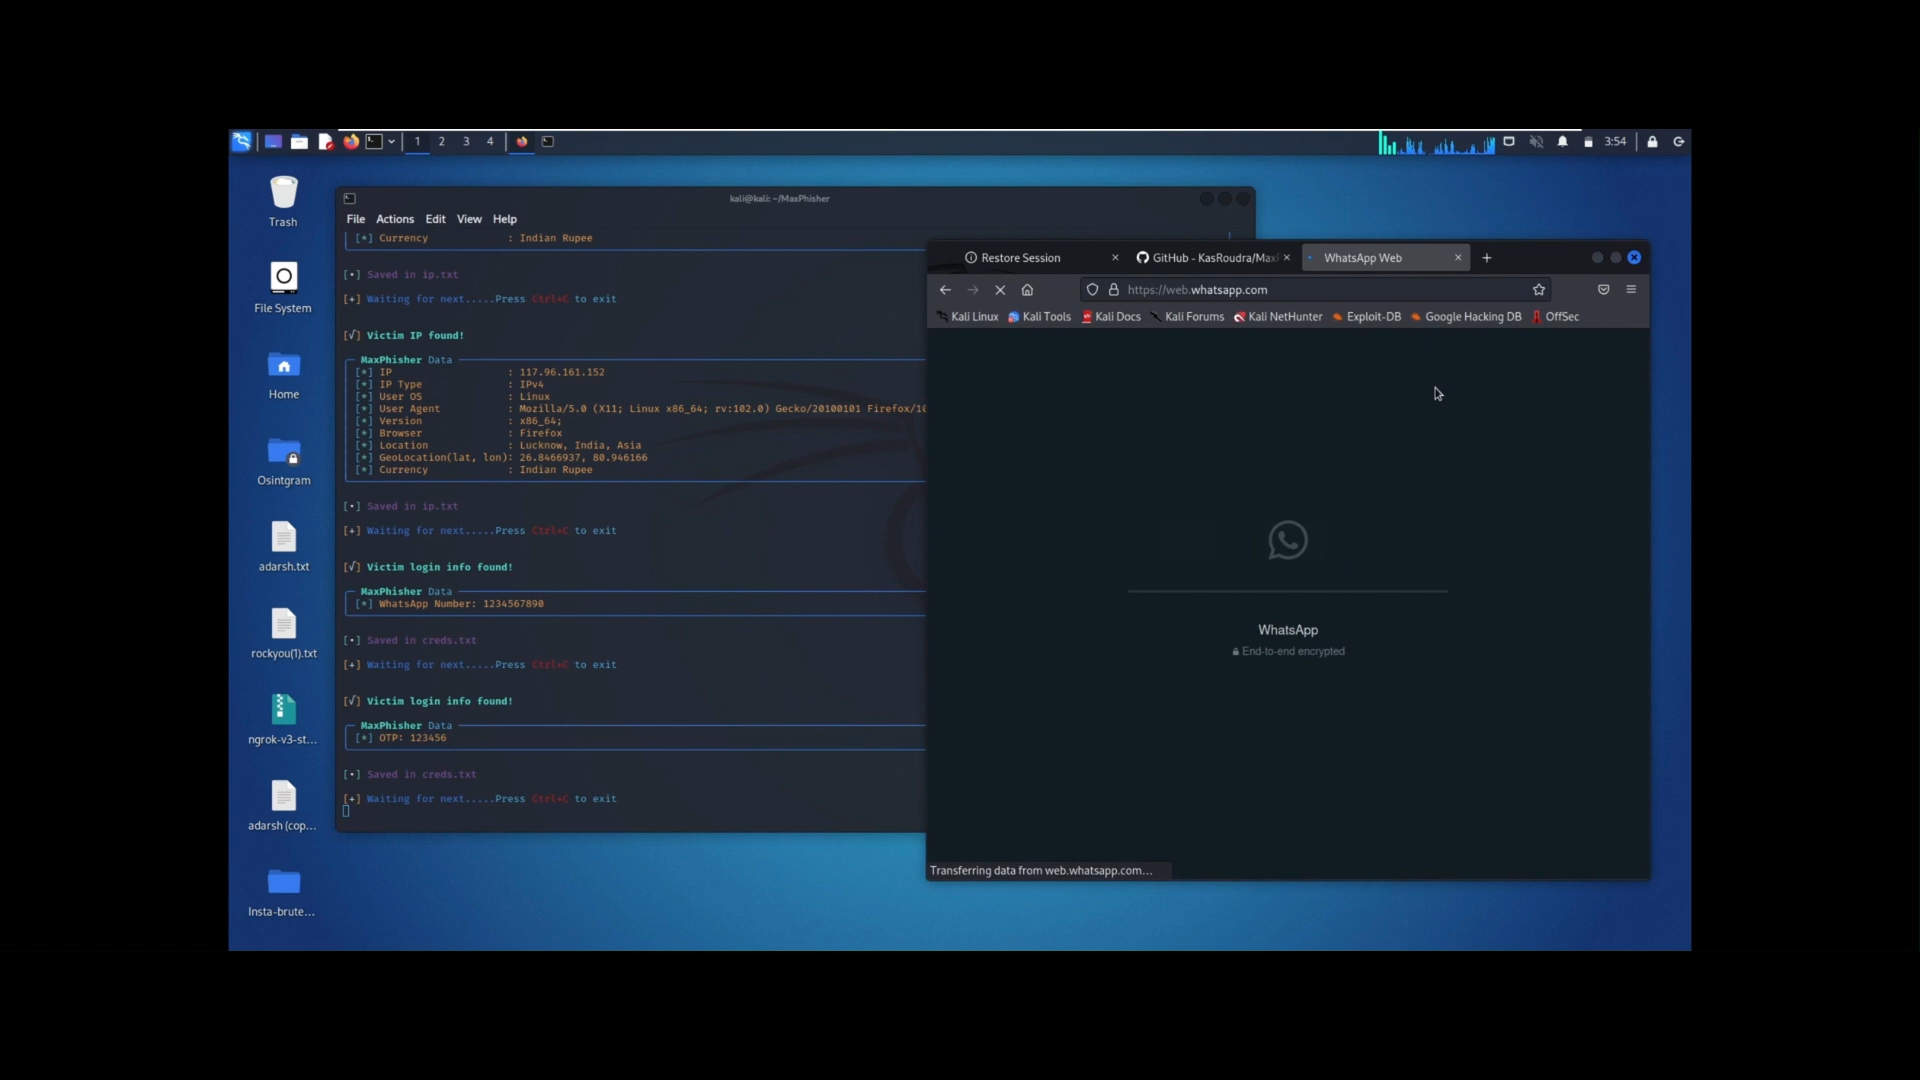 1 2 3 4
3:54
Trash
File System
Home
Osintgram
adarsh.txt
rockyou(1).txt
ngrok-v3-st...
adarsh (cop...
Insta-brute...
kali@kali: ~/MaxPhisher
File Actions Edit View Help
[*] Currency : Indian Rupee
[•] Saved in ip.txt
[+] Waiting for next.....Press Ctrl+C to exit
[√] Victim IP found!
MaxPhisher Data
[*] IP : 117.96.161.152
[*] IP Type : IPv4
[*] User OS : Linux
[*] User Agent : Mozilla/5.0 (X11; Linux x86_64; rv:102.0) Gecko/20100101 Firefox/10
[*] Version : x86_64;
[*] Browser : Firefox
[*] Location : Lucknow, India, Asia
[*] GeoLocation(lat, lon): 26.8466937, 80.946166
[*] Currency : Indian Rupee
[•] Saved in ip.txt
[+] Waiting for next.....Press Ctrl+C to exit
[√] Victim login info found!
MaxPhisher Data
[*] WhatsApp Number: 1234567890
[•] Saved in creds.txt
[+] Waiting for next.....Press Ctrl+C to exit
[√] Victim login info found!
MaxPhisher Data
[*] OTP: 123456
[•] Saved in creds.txt
[+] Waiting for next.....Press Ctrl+C to exit
Restore Session
GitHub - KasRoudra/MaxP
WhatsApp Web
https://web.whatsapp.com
Kali Linux Kali Tools Kali Docs Kali Forums Kali NetHunter Exploit-DB Google Hacking DB OffSec
WhatsApp
End-to-end encrypted
Transferring data from web.whatsapp.com...